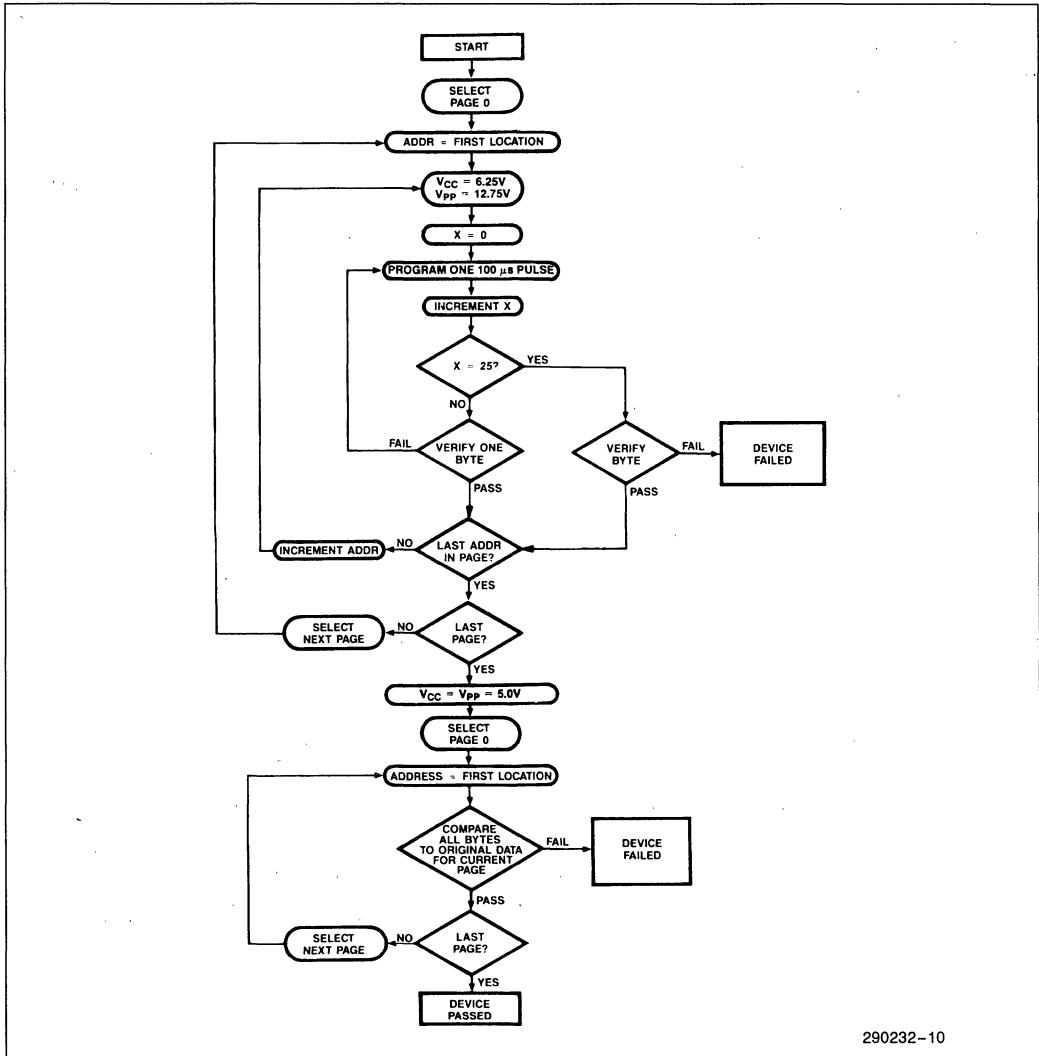 START
SELECT
PAGE 0
ADDR = FIRST LOCATION
VCC = 6.25V
VPP = 12.75V
X = 0
PROGRAM ONE 100 μs PULSE
INCREMENT X
X = 25?
YES
NO
VERIFY ONE
BYTE
FAIL
PASS
VERIFY
BYTE
FAIL
PASS
DEVICE
FAILED
LAST ADDR
IN PAGE?
NO
INCREMENT ADDR
YES
LAST
PAGE?
NO
SELECT
NEXT PAGE
YES
VCC = VPP = 5.0V
SELECT
PAGE 0
ADDRESS = FIRST LOCATION
COMPARE
ALL BYTES
TO ORIGINAL DATA
FOR CURRENT
PAGE
FAIL
DEVICE
FAILED
PASS
LAST
PAGE?
NO
SELECT
NEXT PAGE
YES
DEVICE
PASSED
290232-10